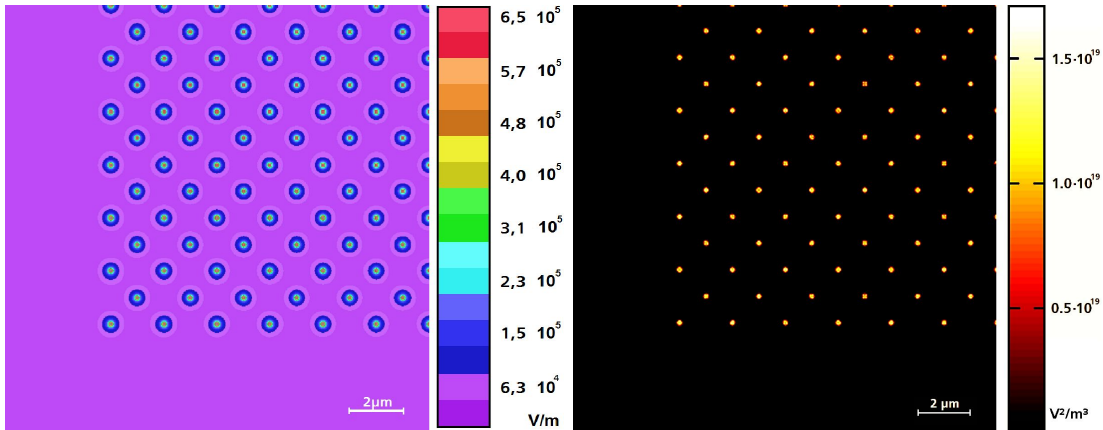 6,5 10⁵
5,7 10⁵
4,8 10⁵
4,0 10⁵
3,1 10⁵
2,3 10⁵
1,5 10⁵
6,3 10⁴
V/m
2µm
1.5·10¹⁹
1.0·10¹⁹
0.5·10¹⁹
V²/m³
2 µm